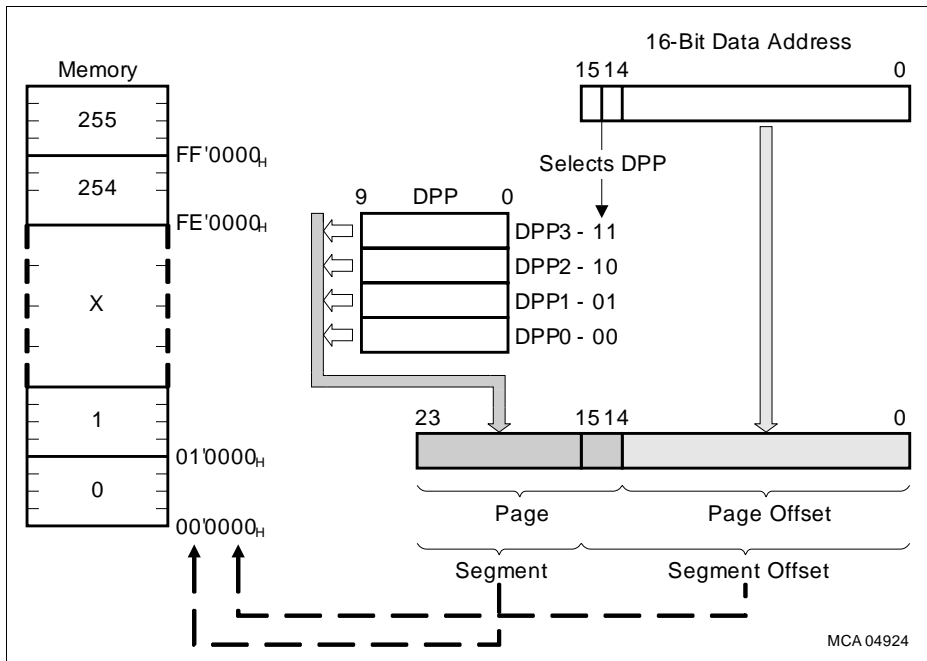 16-Bit Data Address
Memory
15 14 0
255
FF'0000H
Selects DPP
254
9 DPP 0
FE'0000H
DPP3 - 11
DPP2 - 10
X
DPP1 - 01
DPP0 - 00
1
23 15 14 0
01'0000H
0
Page Page Offset
00'0000H
Segment Segment Offset
MCA 04924